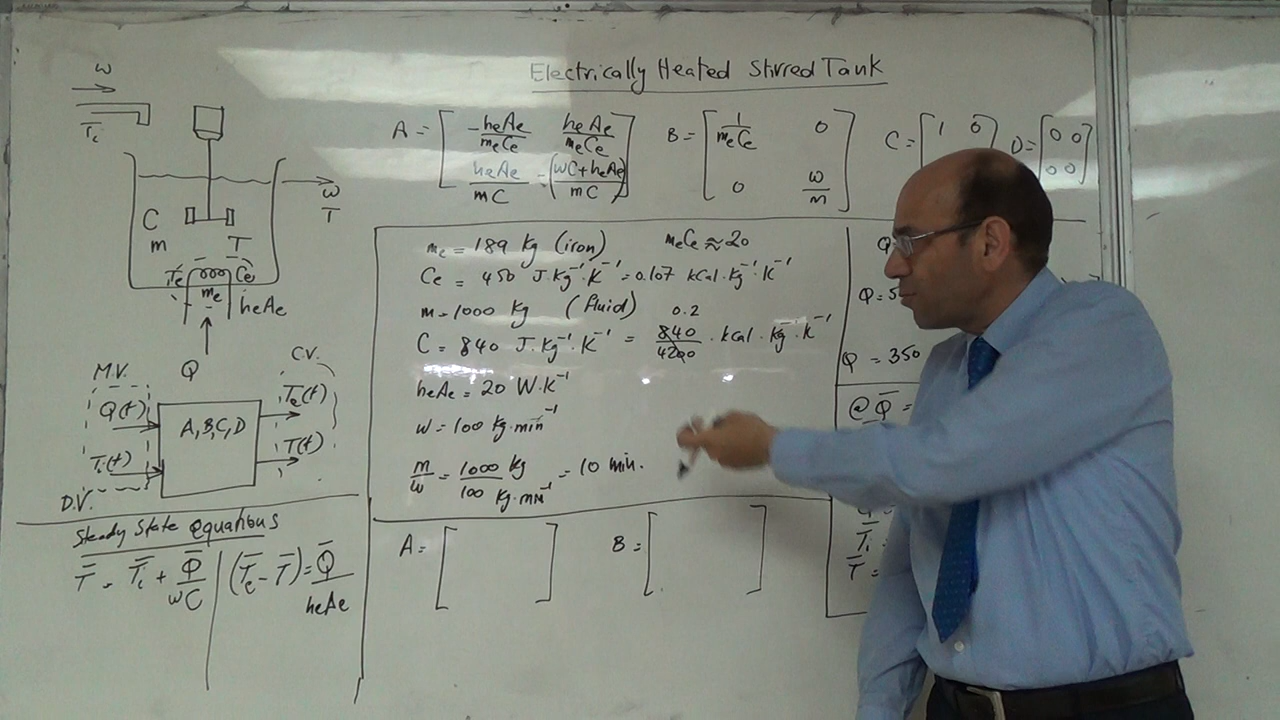 Electrically Heated Stirred Tank
w
Ti
w
T
C
m
T
Te
Ce
me
heAe
Q
M.V.
C.V.
Q(t)
Ti(t)
A,B,C,D
Te(t)
T(t)
D.V.
A = [ -heAe/meCe heAe/meCe
heAe/mC -(wC+heAe)/mC ]
B = [ 1/meCe 0
0 w/m ]
C = [ 1 0
D = [ 0 0
0 0 ]
me = 189 kg (iron) meCe ≈ 20
Ce = 450 J.kg⁻¹.K⁻¹ = 0.107 kCal.kg⁻¹.K⁻¹
m = 1000 kg (fluid) 0.2
C = 840 J.kg⁻¹.K⁻¹ = 840/4200 . kCal.kg⁻¹.K⁻¹
heAe = 20 W.K⁻¹
w = 100 kg.min⁻¹
m/w = 1000 kg / 100 kg.min⁻¹ = 10 min.
A = [ ] B = [ ]
Q = 5
Q = 350
@ Q̄ =
T̄i =
T̄ =
Steady State equations
T̄ = T̄i + Q̄/wC | (T̄e - T̄) = Q̄/heAe